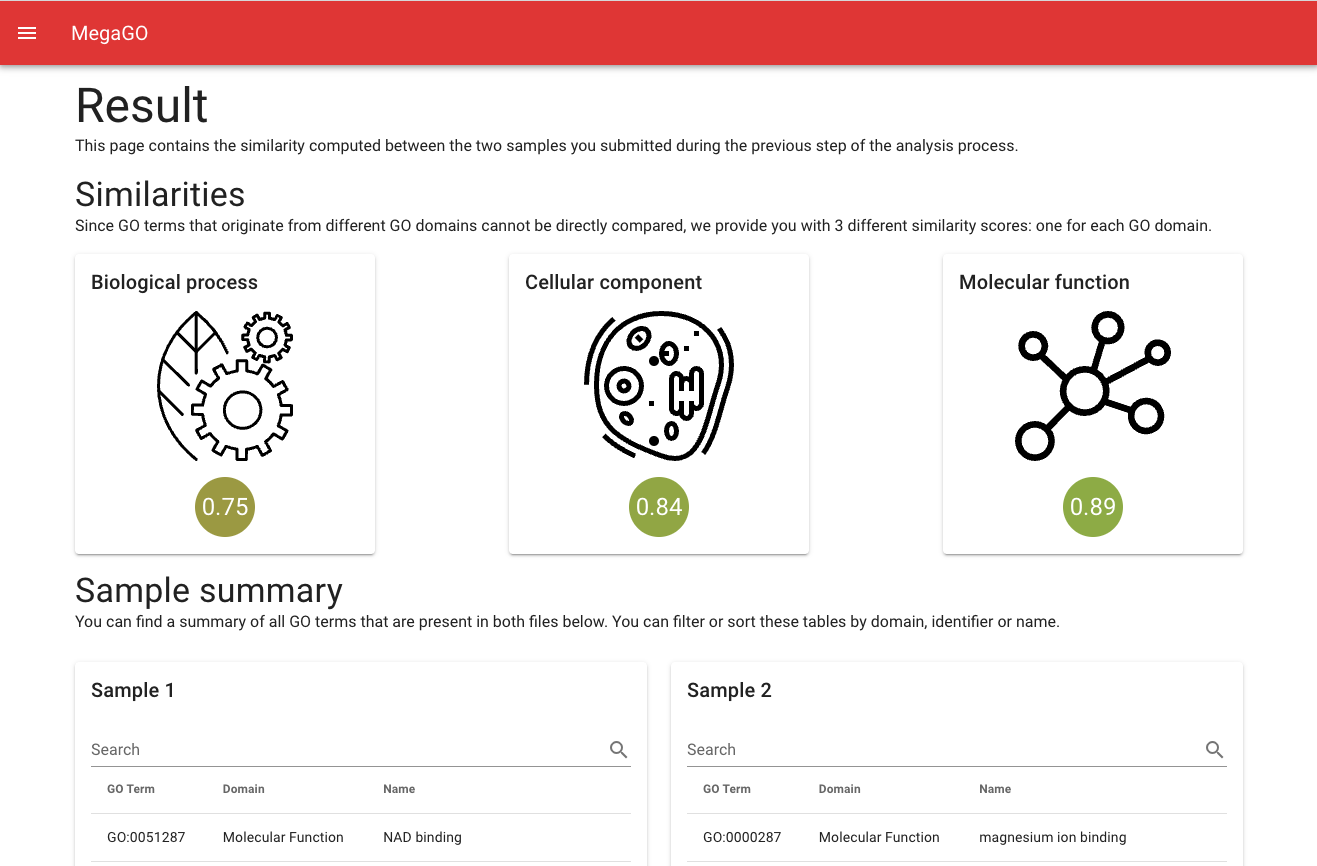 MegaGO
Result
This page contains the similarity computed between the two samples you submitted during the previous step of the analysis process.
Similarities
Since GO terms that originate from different GO domains cannot be directly compared, we provide you with 3 different similarity scores: one for each GO domain.
Biological process
0.75
Cellular component
0.84
Molecular function
0.89
Sample summary
You can find a summary of all GO terms that are present in both files below. You can filter or sort these tables by domain, identifier or name.
Sample 1
Search
GO Term Domain Name
GO:0051287 Molecular Function NAD binding
Sample 2
Search
GO Term Domain Name
GO:0000287 Molecular Function magnesium ion binding